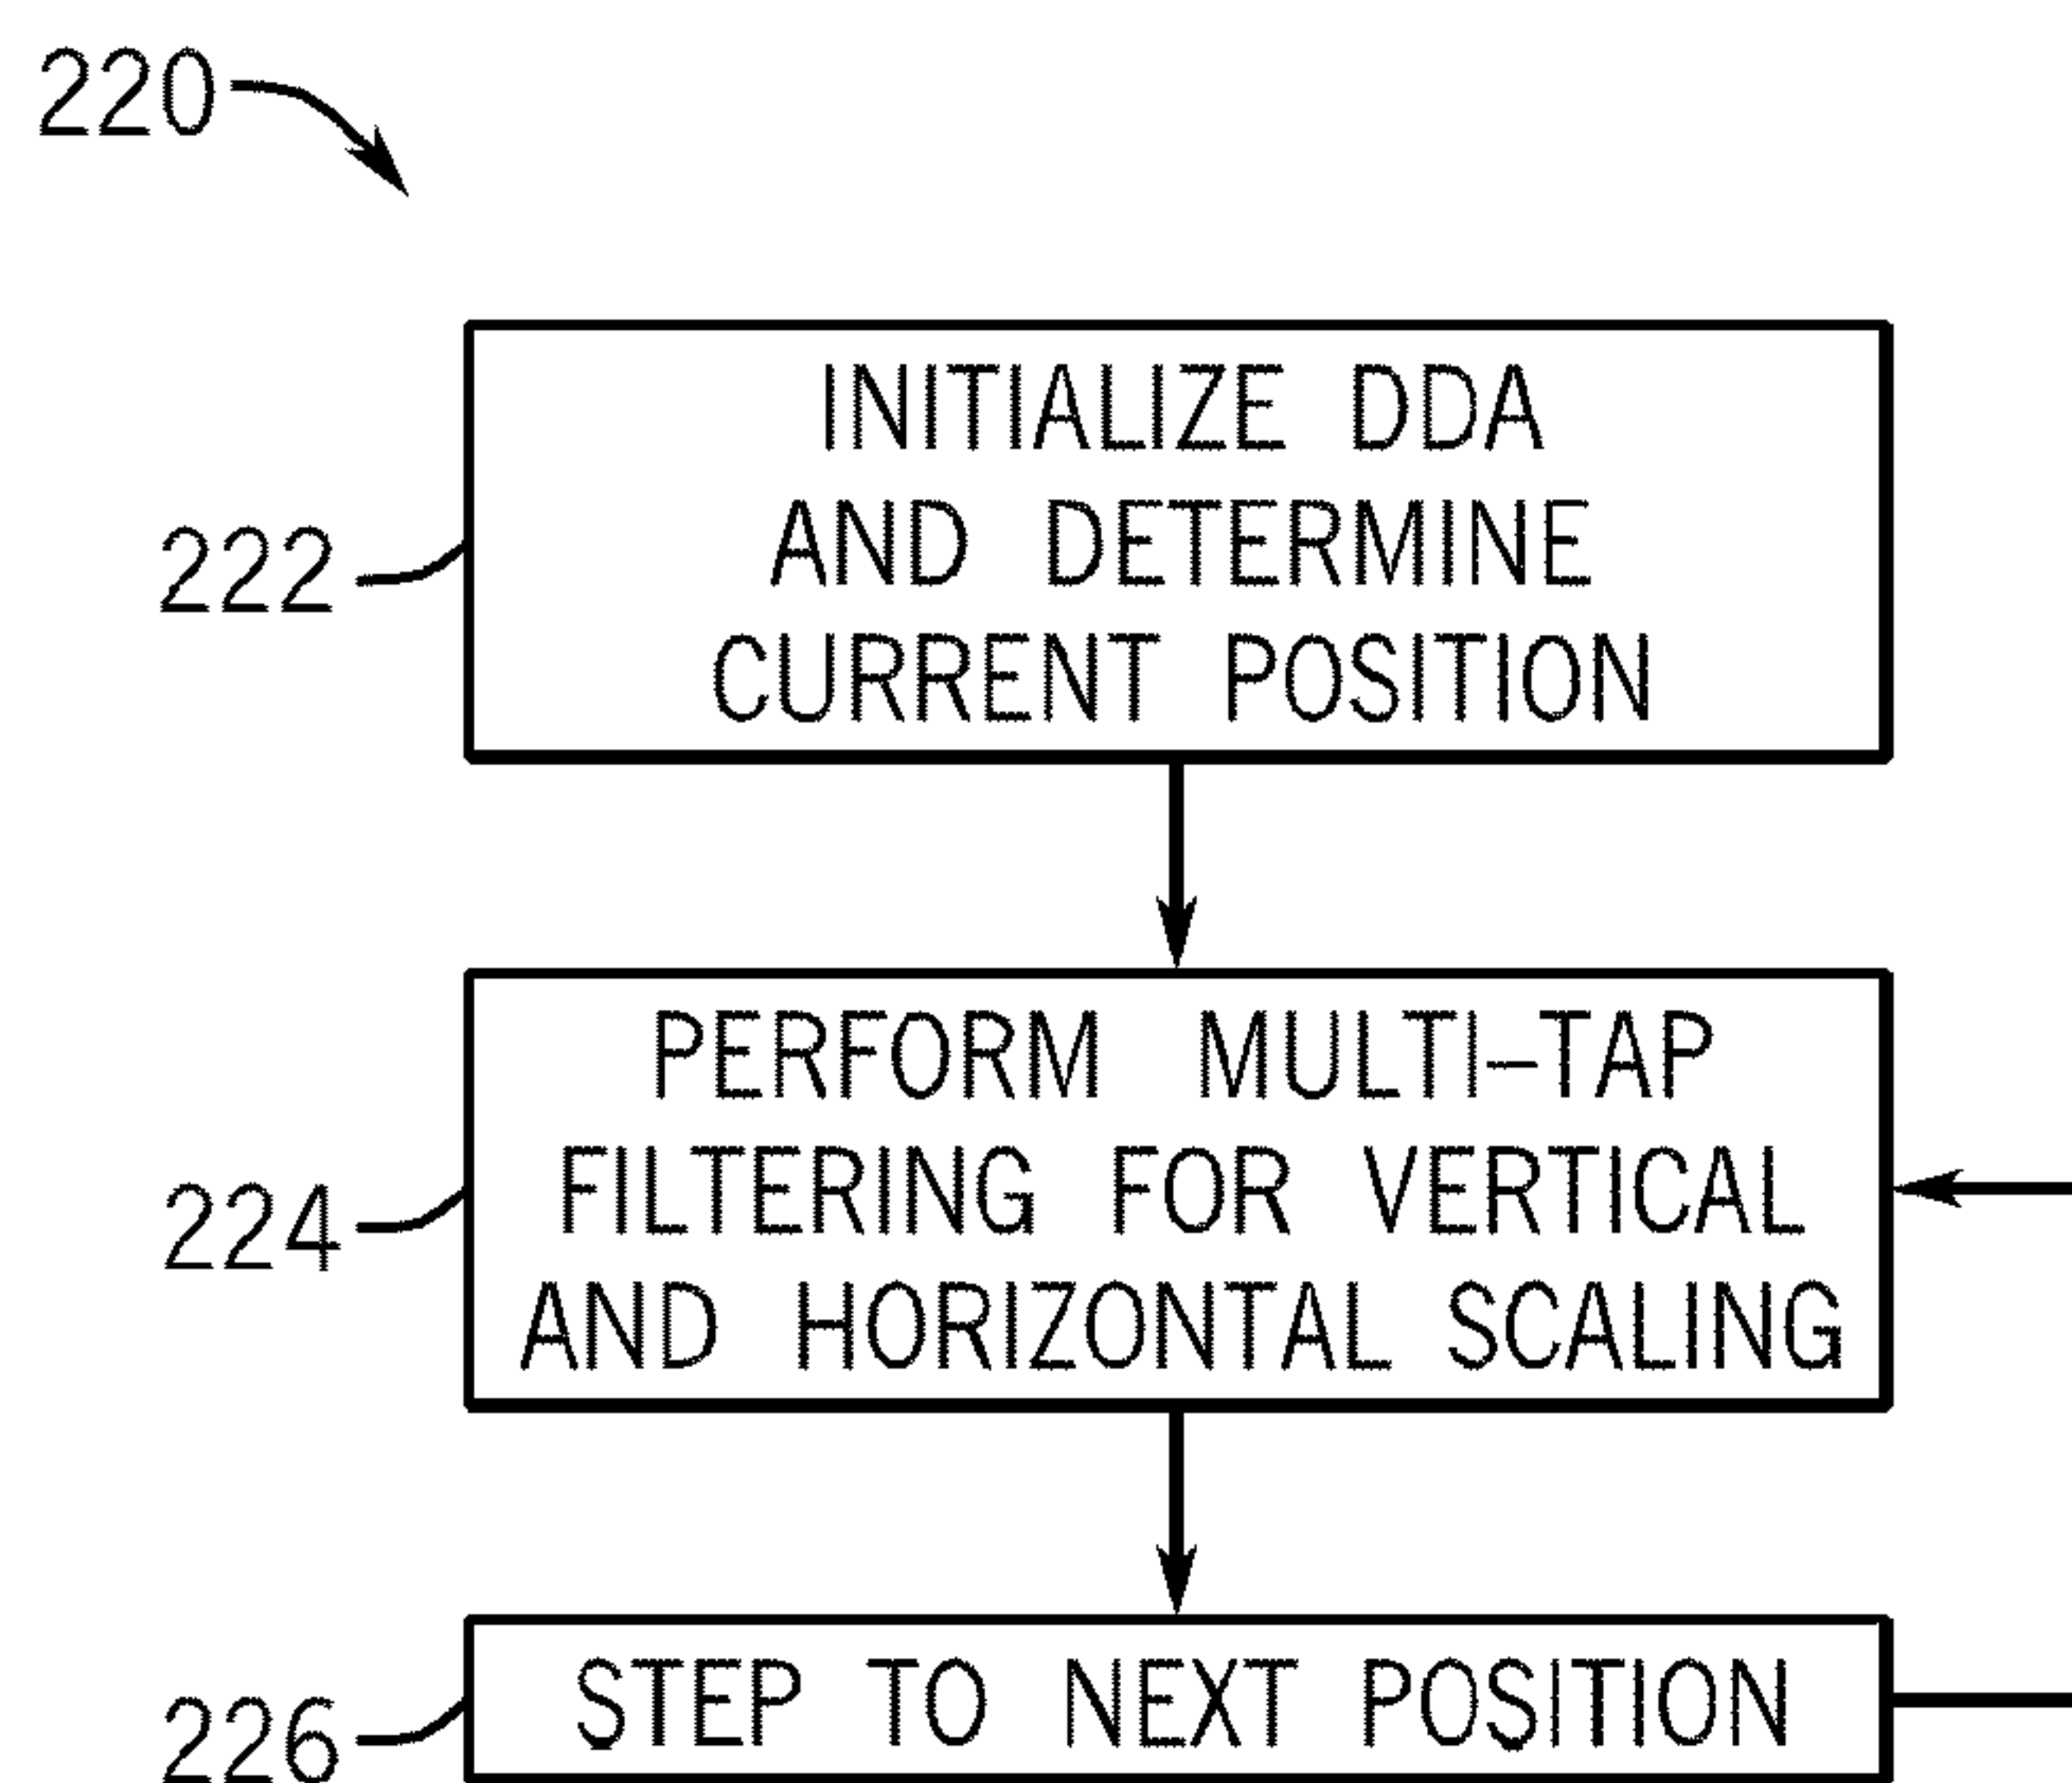 220
INITIALIZE DDA
AND DETERMINE
CURRENT POSITION
222
PERFORM MULTI-TAP
FILTERING FOR VERTICAL
AND HORIZONTAL SCALING
224
STEP TO NEXT POSITION
226